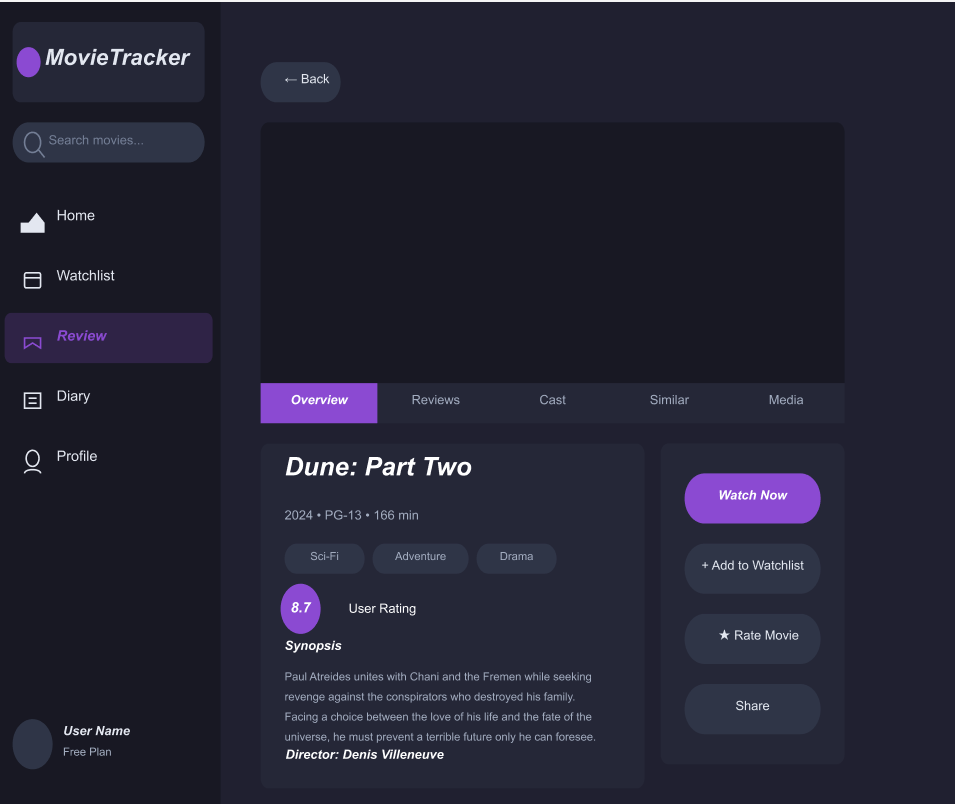 MovieTracker
Search movies...
Home
Watchlist
Review
Diary
Profile
User Name
Free Plan
← Back
Overview Reviews Cast Similar Media
Dune: Part Two
2024 • PG-13 • 166 min
Sci-Fi Adventure Drama
8.7 User Rating
Synopsis
Paul Atreides unites with Chani and the Fremen while seeking
revenge against the conspirators who destroyed his family.
Facing a choice between the love of his life and the fate of the
universe, he must prevent a terrible future only he can foresee.
Director: Denis Villeneuve
Watch Now
+ Add to Watchlist
★ Rate Movie
Share